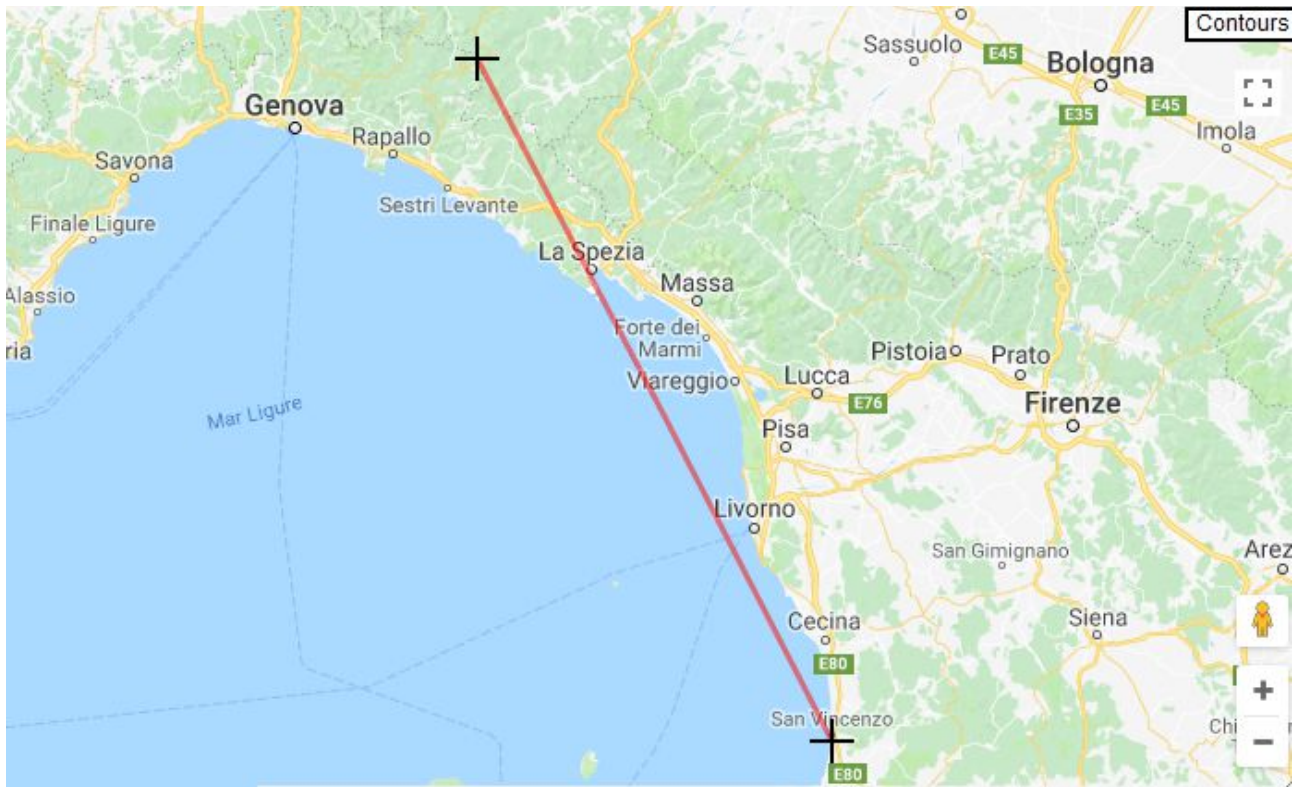 Contours
Sassuolo
E45
Bologna
E45
E35
Imola
Genova
Rapallo
Savona
Sestri Levante
Finale Ligure
La Spezia
Massa
Alassio
ria
Forte dei
Marmi
Viareggio
Lucca
E76
Pistoia
Prato
Firenze
Mar Ligure
Pisa
Livorno
San Gimignano
Arez
Cecina
Siena
E80
San Vincenzo
Chi
E80